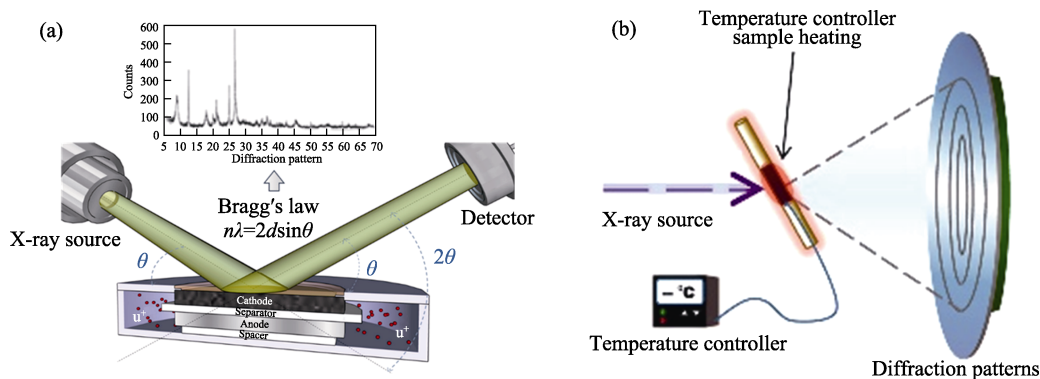 (a)
600
500
400
300
200
100
0
Counts
5 10 15 20 25 30 35 40 45 50 55 60 65 70
Diffraction pattern
Bragg's law
nλ=2dsinθ
X-ray source
Detector
θ
θ
2θ
Cathode
Separator
Anode
Spacer
u⁺
u⁺
(b)
Temperature controller
sample heating
X-ray source
– °C
Temperature controller
Diffraction patterns